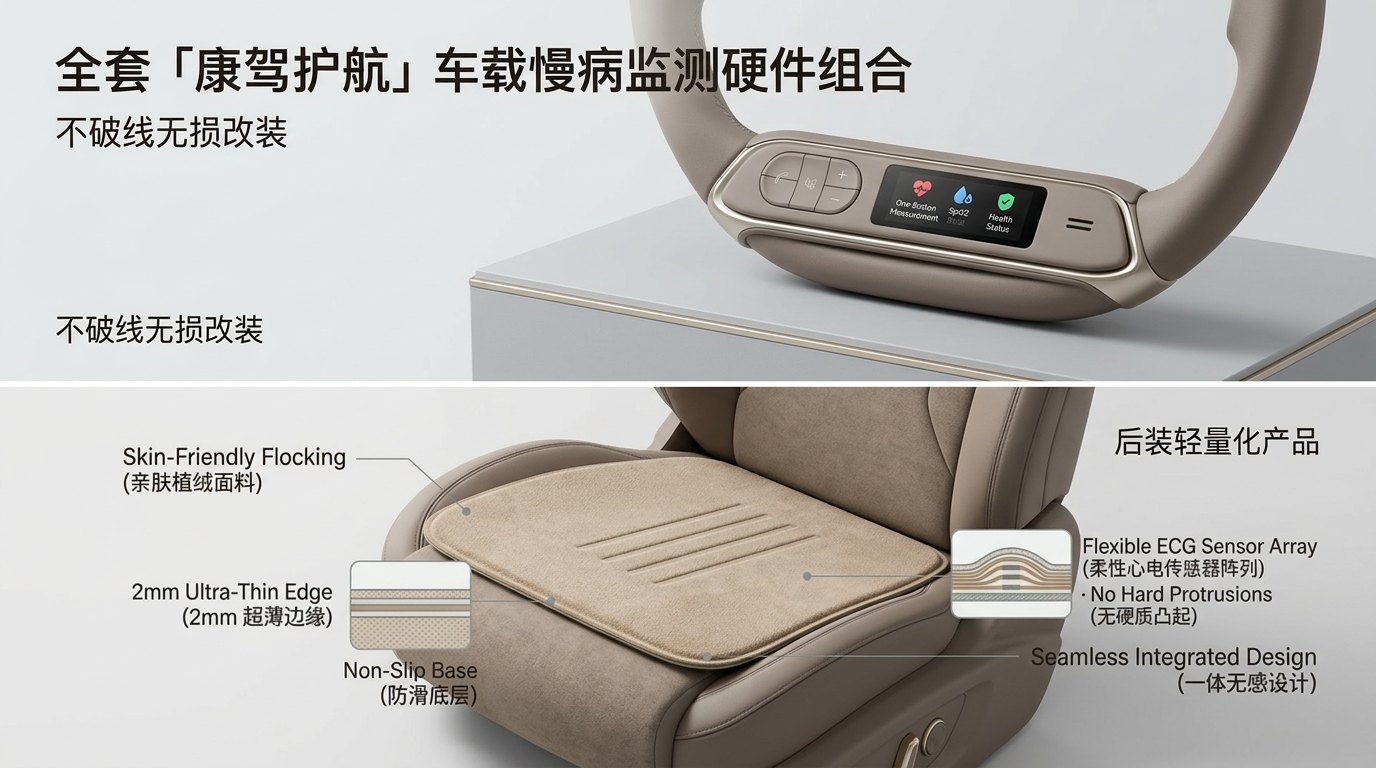 全套「康驾护航」车载慢病监测硬件组合
不破线无损改装
One Button
Measurement
SpO2
Health
Status
不破线无损改装
后装轻量化产品
Skin-Friendly Flocking
(亲肤植绒面料)
2mm Ultra-Thin Edge
(2mm 超薄边缘)
Non-Slip Base
(防滑底层)
Flexible ECG Sensor Array
(柔性心电传感器阵列)
· No Hard Protrusions
(无硬质凸起)
Seamless Integrated Design
(一体无感设计)